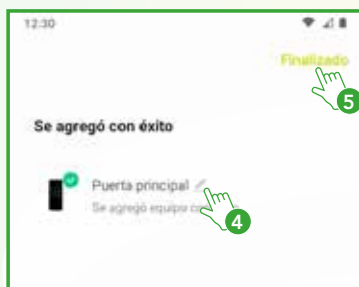 12:30
Finalizado
5
Se agregó con éxito
Puerta principal
Se agregó equipo
4